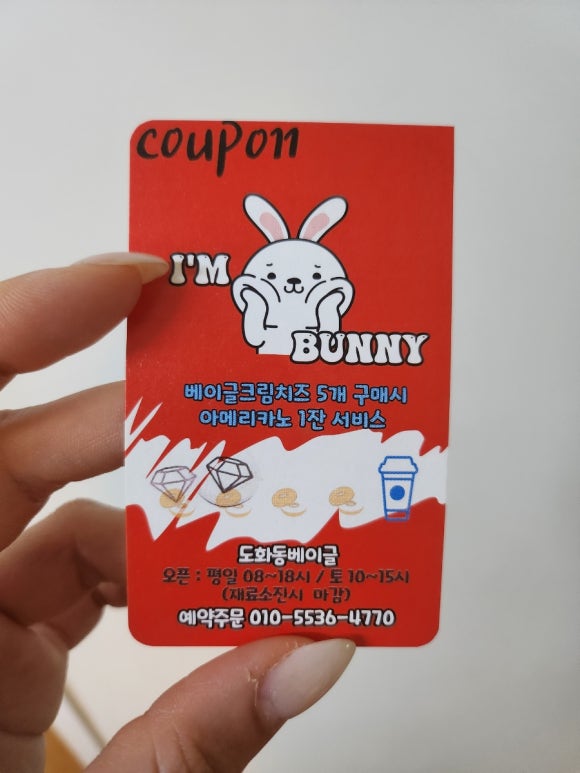 coupon
I'M
BUNNY
베이글크림치즈 5개 구매시
아메리카노 1잔 서비스
도화동베이글
오픈 : 평일 08~18시 / 토 10~15시
(재료소진시 마감)
예약주문 010-5536-4770